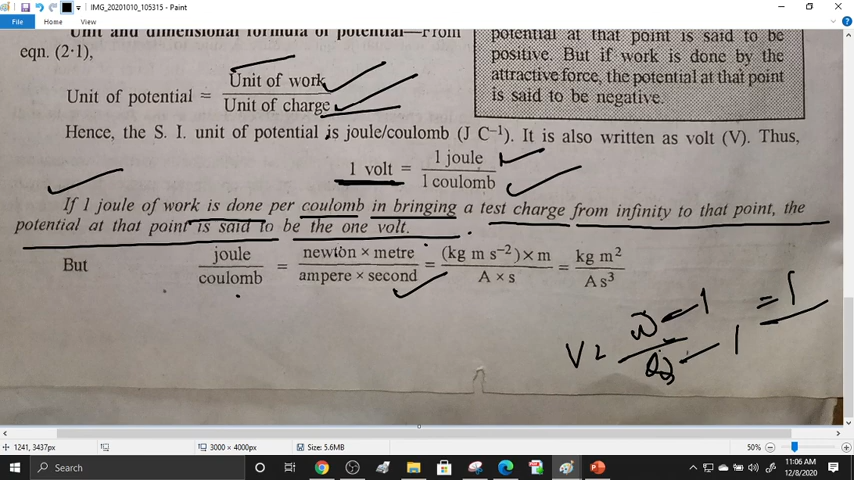 IMG_20201010_105315 - Paint
File Home View
Unit and dimensional formula of potential—From
eqn. (2·1),
Unit of potential = Unit of work
Unit of charge
potential at that point is said to be
positive. But if work is done by the
attractive force, the potential at that point
is said to be negative.
Hence, the S. I. unit of potential is joule/coulomb (J C⁻¹). It is also written as volt (V). Thus,
1 volt = 1 joule
1 coulomb
If 1 joule of work is done per coulomb in bringing a test charge from infinity to that point, the
potential at that point is said to be the one volt.
But joule = newton × metre = (kg m s⁻²) × m = kg m²
coulomb ampere × second A × s A s³
V = W 1 = 1
1
1241, 3437px 3000 × 4000px Size: 5.6MB 50%
Search
11:06 AM
12/8/2020